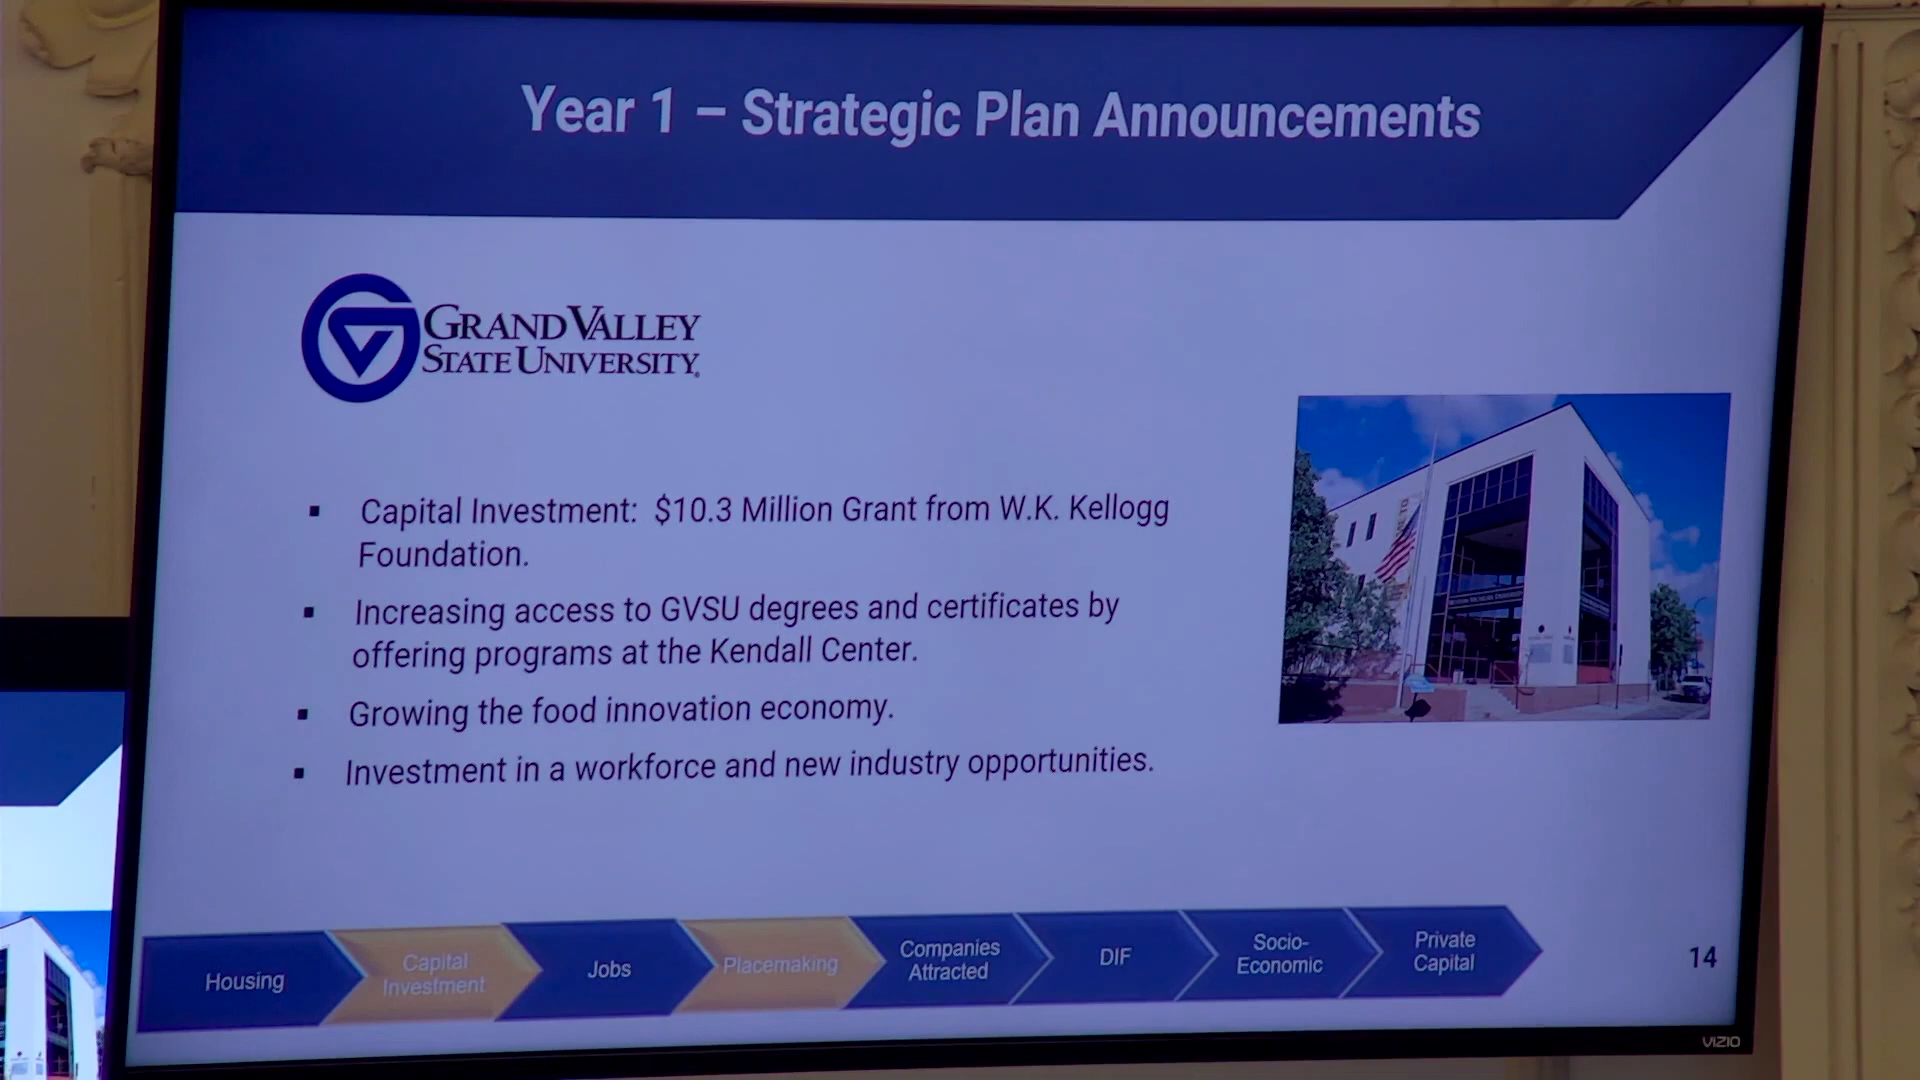 Year 1 – Strategic Plan Announcements
GRAND VALLEY
STATE UNIVERSITY
▪ Capital Investment: $10.3 Million Grant from W.K. Kellogg
Foundation.
▪ Increasing access to GVSU degrees and certificates by
offering programs at the Kendall Center.
▪ Growing the food innovation economy.
▪ Investment in a workforce and new industry opportunities.
Housing
Capital
Investment
Jobs
Placemaking
Companies
Attracted
DIF
Socio-
Economic
Private
Capital
14
VIZIO